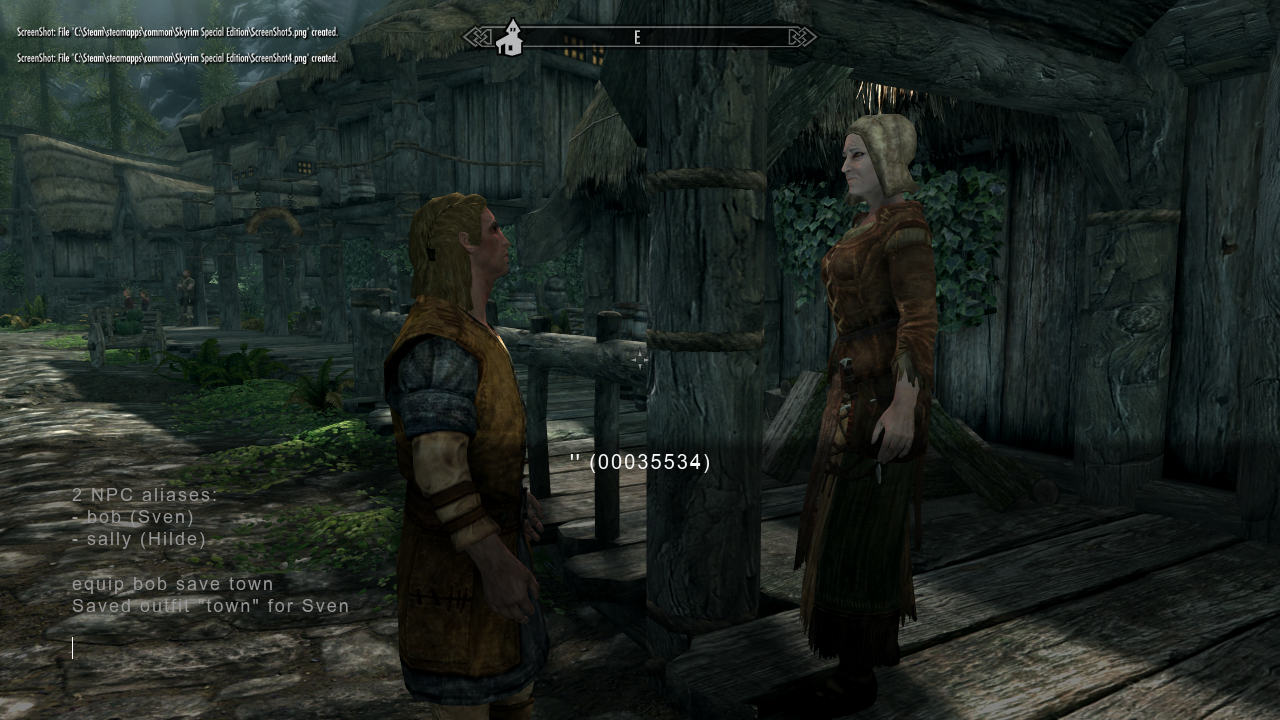 ScreenShot: File 'C:\Steam\steamapps\common\Skyrim Special Edition\ScreenShot5.png' created.
ScreenShot: File 'C:\Steam\steamapps\common\Skyrim Special Edition\ScreenShot4.png' created.
E
'' (00035534)
2 NPC aliases:
- bob (Sven)
- sally (Hilde)
equip bob save town
Saved outfit "town" for Sven